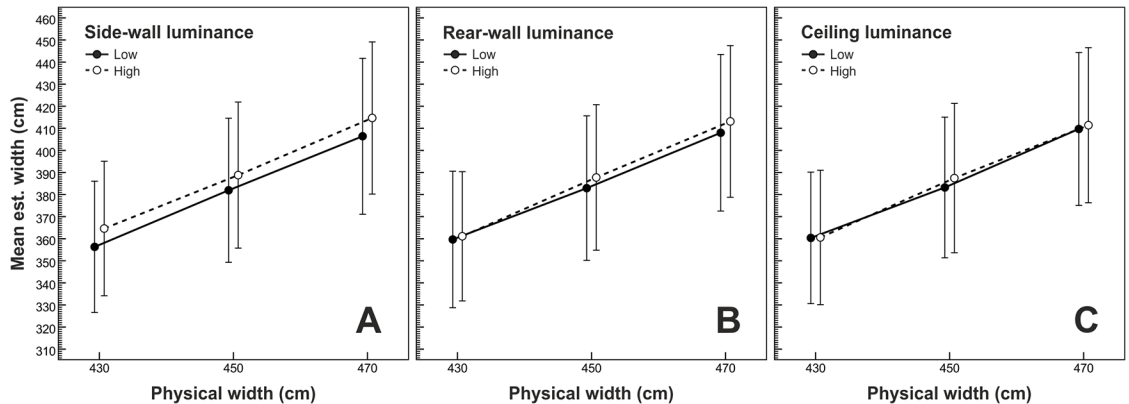 Mean est. width (cm)
460
450
440
430
420
410
400
390
380
370
360
350
340
330
320
310
Side-wall luminance
Low
High
A
430
450
470
Physical width (cm)
Rear-wall luminance
Low
High
B
430
450
470
Physical width (cm)
Ceiling luminance
Low
High
C
430
450
470
Physical width (cm)